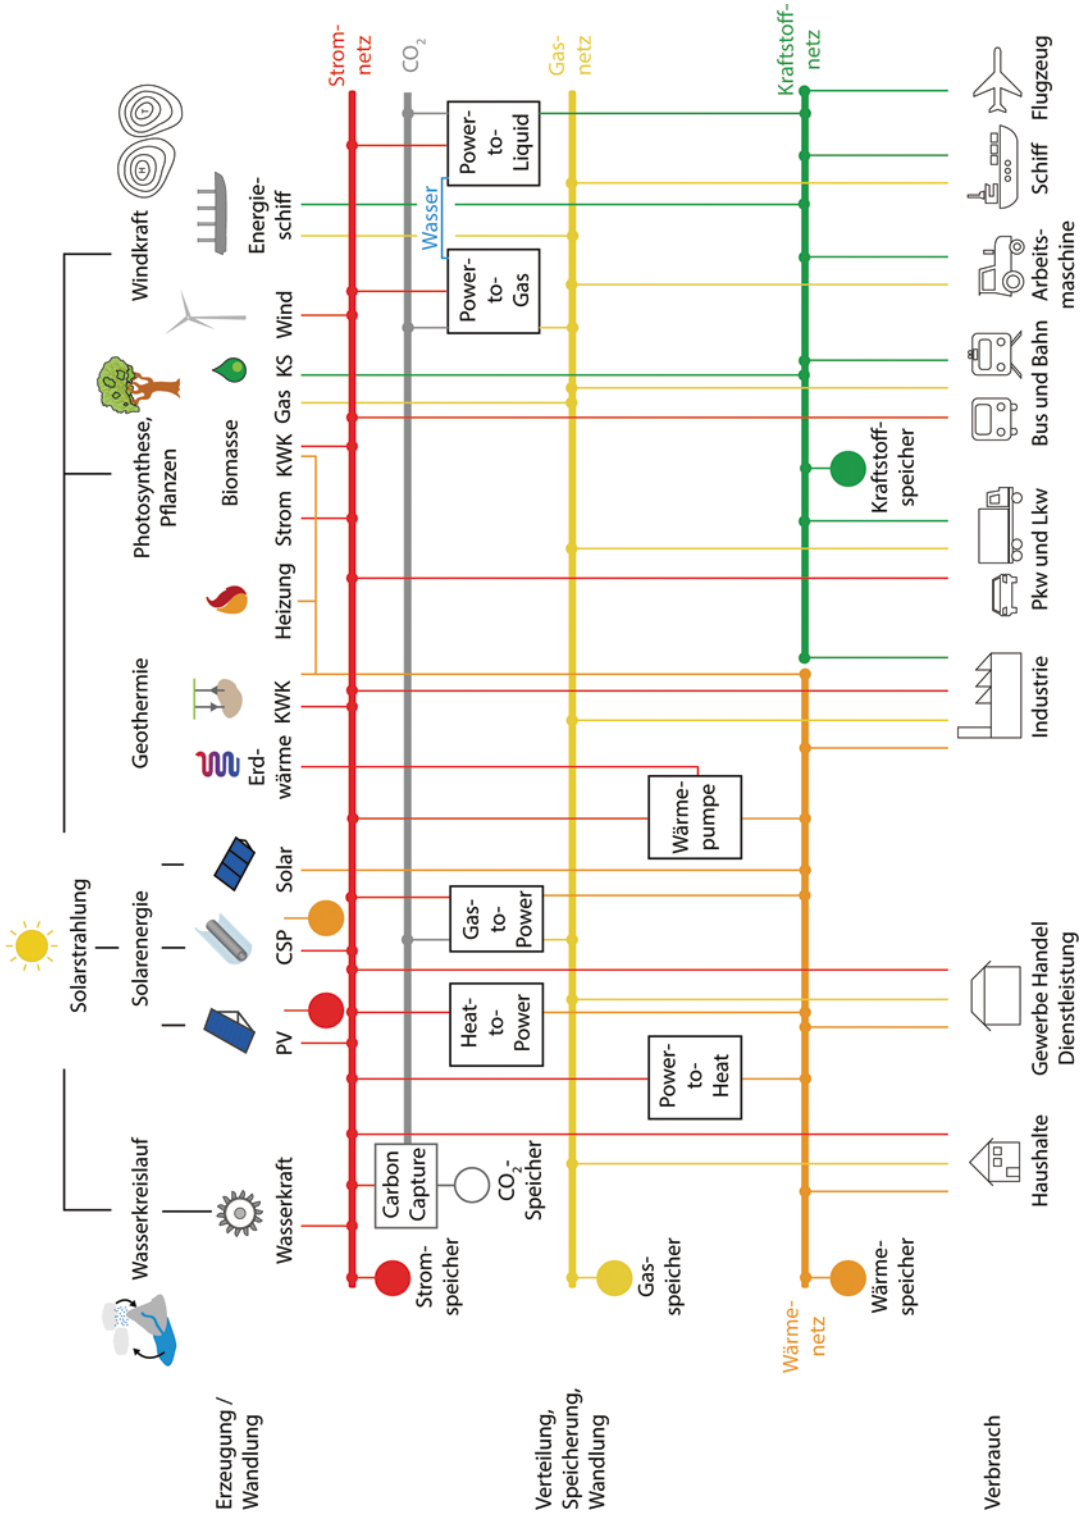 Solarstrahlung
Wasserkreislauf
Solarenergie
Geothermie
Photosynthese,
Pflanzen
Windkraft
H
T
Biomasse
Erzeugung /
Wandlung
Wasserkraft
PV
CSP
Solar
Erd-
wärme
KWK
Heizung
Strom
KWK
Gas
KS
Wind
Energie-
schiff
Strom-
netz
CO₂
Strom-
speicher
Carbon
Capture
CO₂-
Speicher
Heat-
to-
Power
Gas-
to-
Power
Power-
to-
Gas
Wasser
Power-
to-
Liquid
Verteilung,
Speicherung,
Wandlung
Gas-
netz
Gas-
speicher
Power-
to-
Heat
Wärme-
pumpe
Wärme-
netz
Kraftstoff-
netz
Wärme-
speicher
Kraftstoff-
speicher
Verbrauch
Haushalte
Gewerbe Handel
Dienstleistung
Industrie
Pkw und Lkw
Bus und Bahn
Arbeits-
maschine
Schiff
Flugzeug